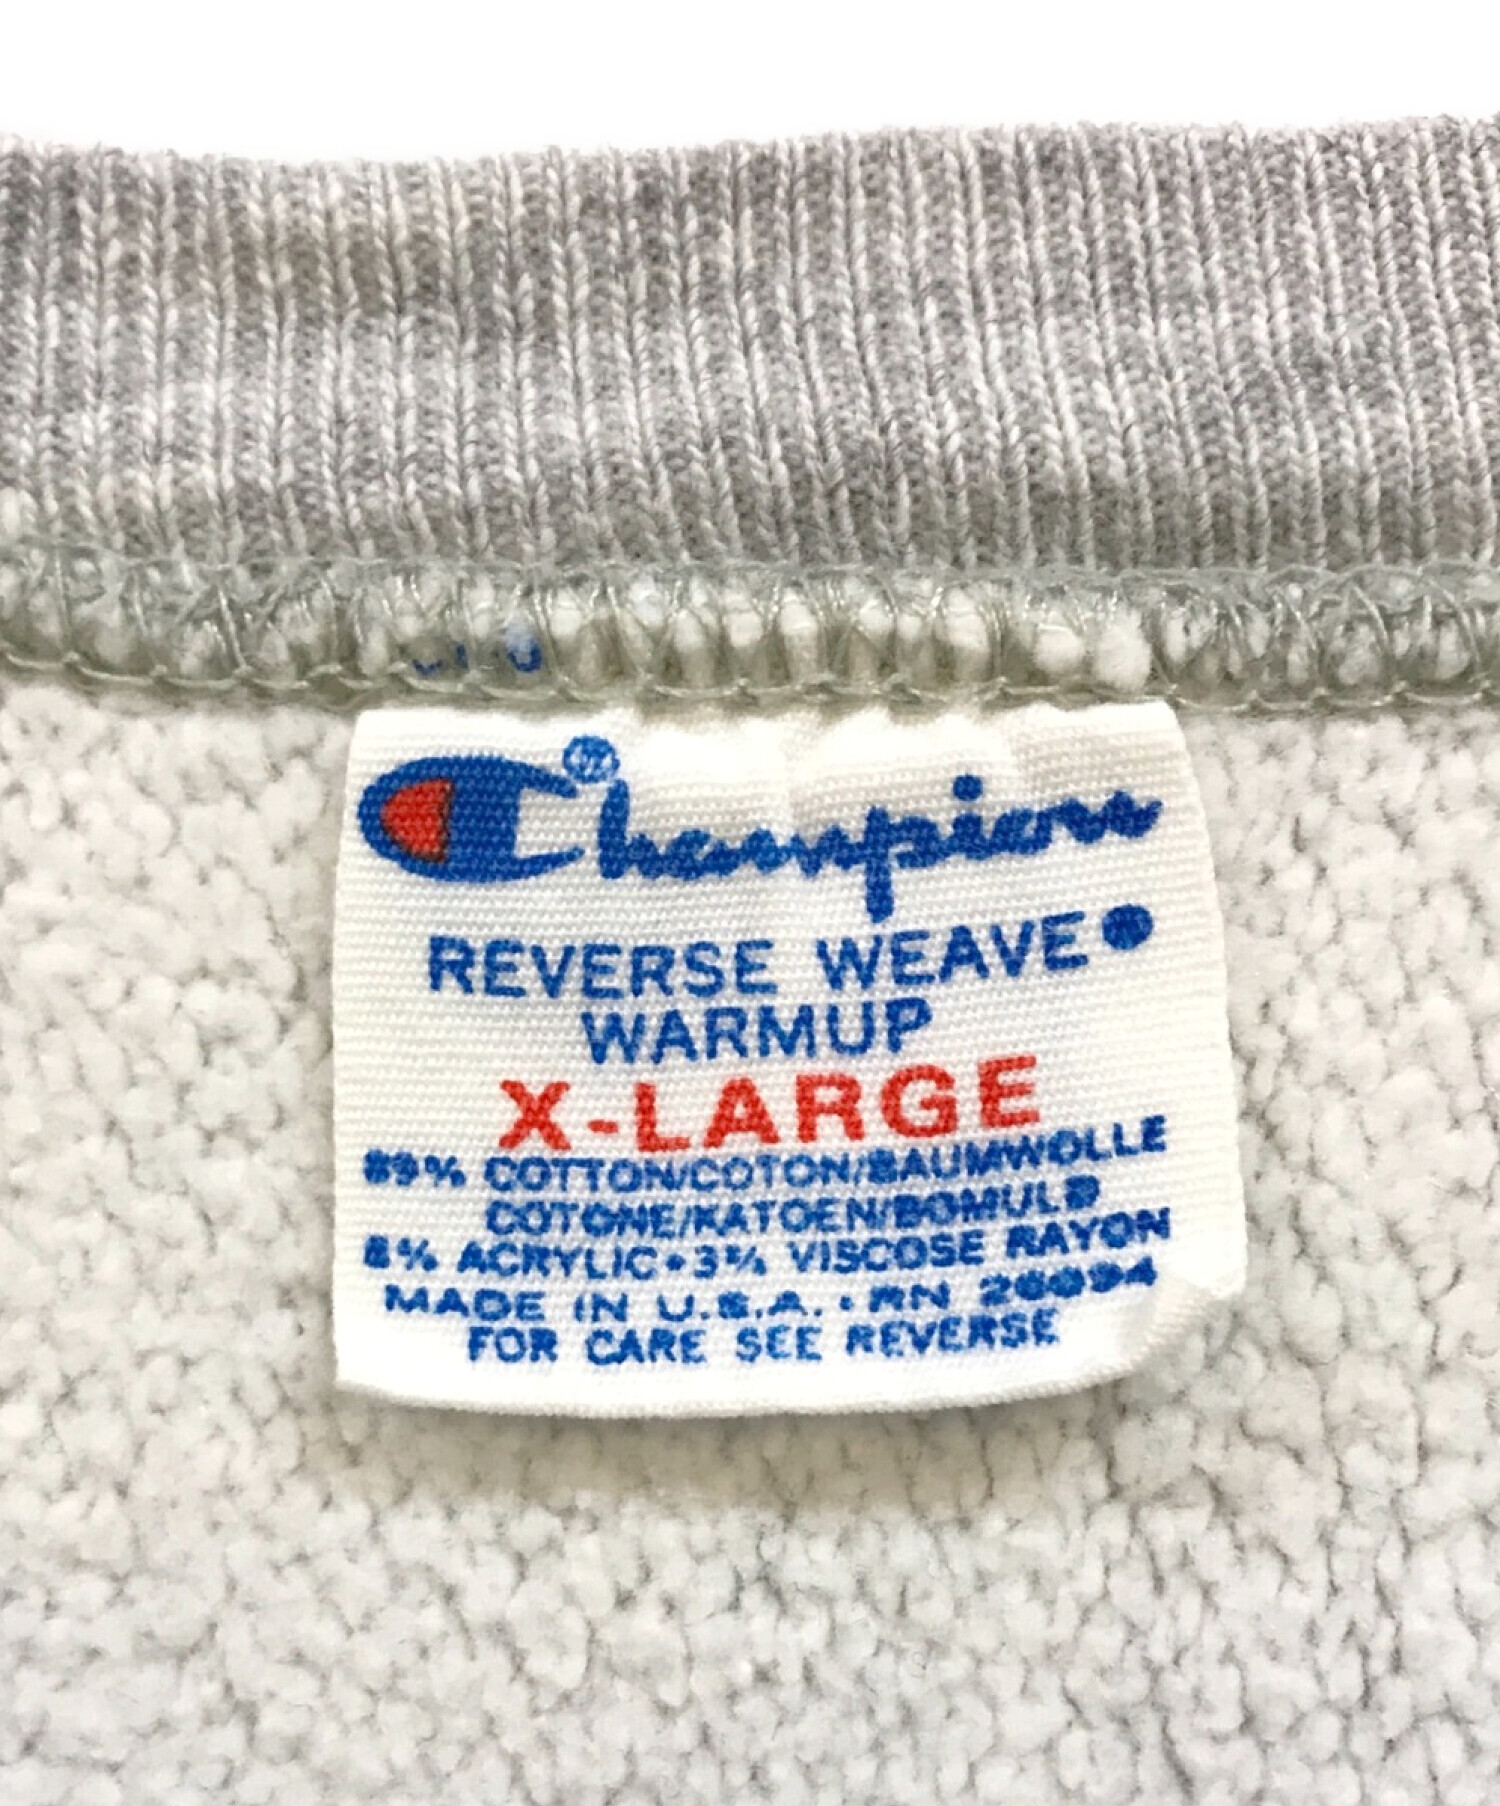 Champion
REVERSE WEAVE
WARMUP
X-LARGE
89% COTTON/COTON/BAUMWOLLE
COTONE/KATOEN/BOMULD
8% ACRYLIC•3% VISCOSE RAYON
MADE IN U.S.A. • RN 26094
FOR CARE SEE REVERSE